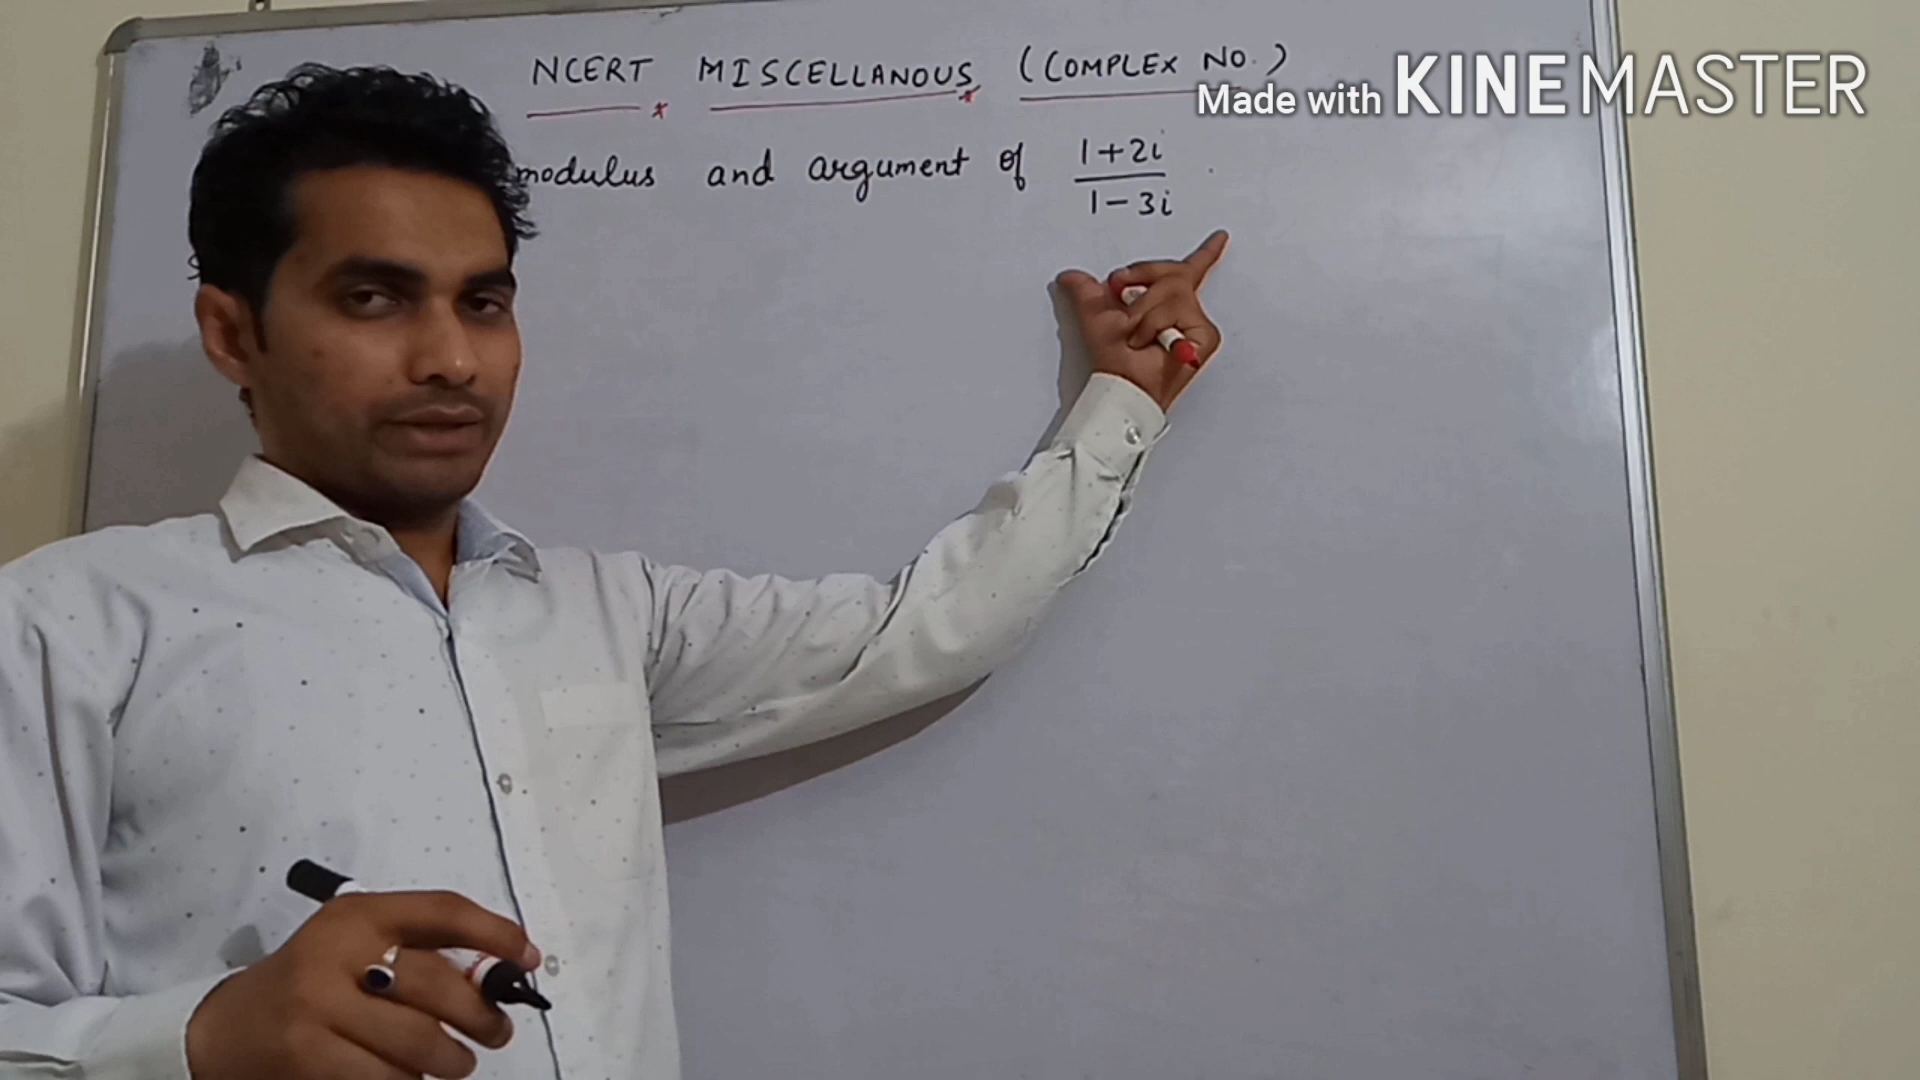 NCERT MISCELLANOUS (COMPLEX NO.)
Made with KINEMASTER
modulus and argument of 1+2i
1-3i